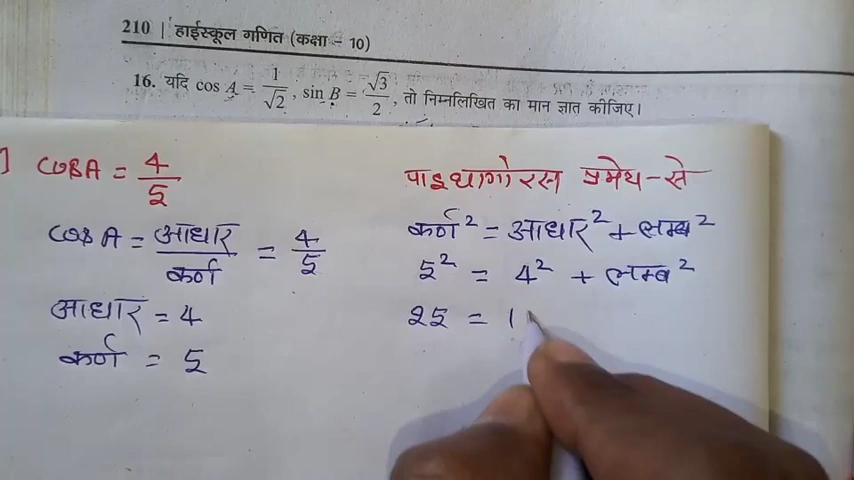 210 | हाईस्कूल गणित (कक्षा – 10)
16. यदि cos A = 1/√2, sin B = √3/2, तो निम्नलिखित का मान ज्ञात कीजिए।
] COSA = 4/5
COSA = आधार/कर्ण = 4/5
आधार = 4
कर्ण = 5
पाइथागोरस प्रमेय-से
कर्ण² = आधार² + लम्ब²
5² = 4² + लम्ब²
25 = 1